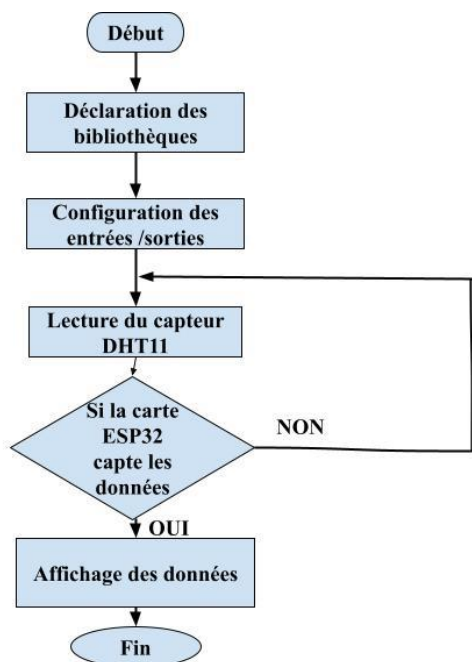 Début
Déclaration des
bibliothèques
Configuration des
entrées /sorties
Lecture du capteur
DHT11
Si la carte
ESP32
capte les
données
NON
OUI
Affichage des données
Fin